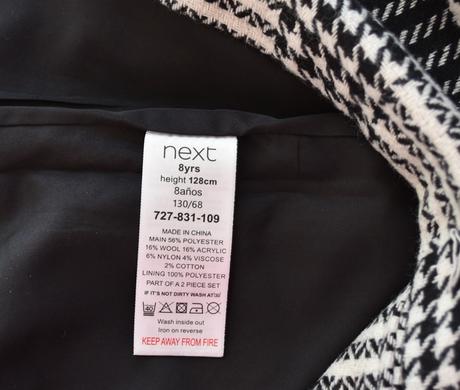 next
8yrs
height 128cm
8años
130/68
727-831-109
MADE IN CHINA
MAIN 56% POLYESTER
16% WOOL 16% ACRYLIC
6% NYLON 4% VISCOSE
2% COTTON
LINING 100% POLYESTER
PART OF A 2 PIECE SET
IF IT'S NOT DIRTY WASH AT 30
40
Wash inside out
Iron on reverse
KEEP AWAY FROM FIRE